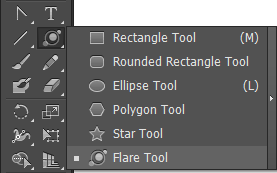 Rectangle Tool (M)
Rounded Rectangle Tool
Ellipse Tool (L)
Polygon Tool
Star Tool
Flare Tool